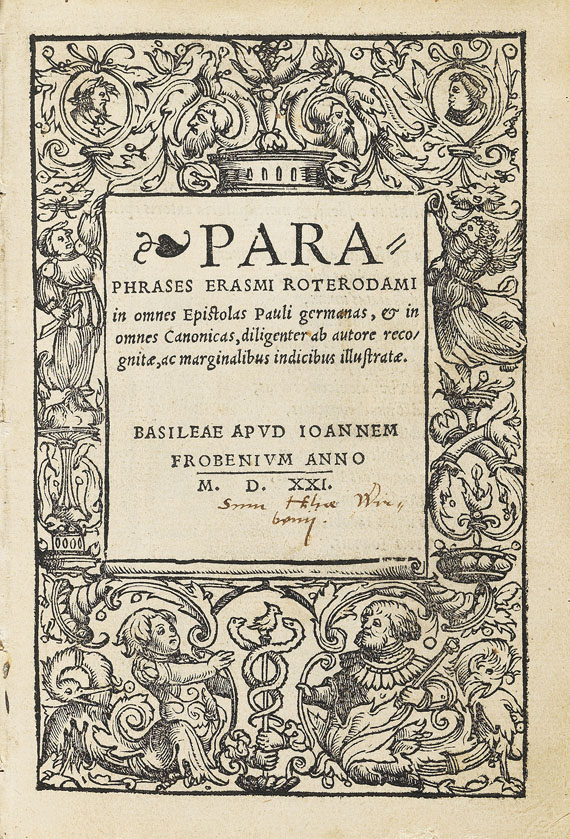 PARA⸗
PHRASES ERASMI ROTERODAMI
in omnes Epistolas Pauli germanas, & in
omnes Canonicas, diligenter ab autore reco/
gnitæ, ac marginalibus indicibus illustratæ.
BASILEAE APVD IOANNEM
FROBENIVM ANNO
M. D. XXI.
Sum